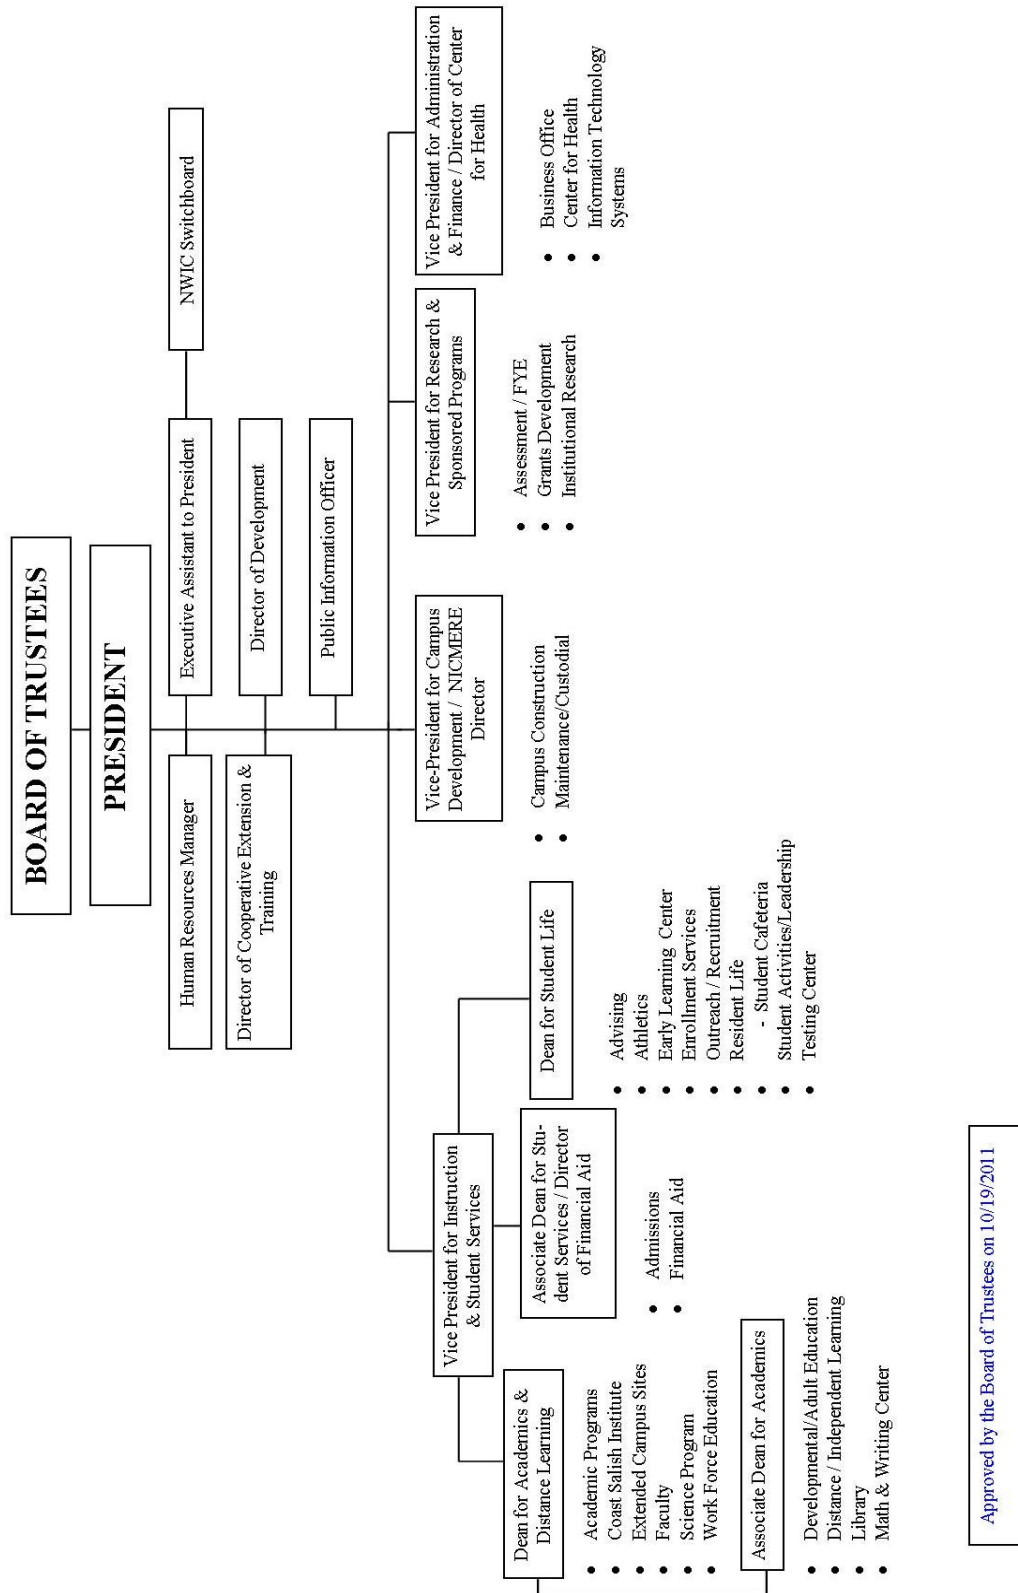 BOARD OF TRUSTEES
PRESIDENT
Human Resources Manager
Executive Assistant to President
NWIC Switchboard
Director of Cooperative Extension &
Training
Director of Development
Public Information Officer
Vice President for Instruction
& Student Services
Vice-President for Campus
Development / NICMERE
Director
Vice President for Research &
Sponsored Programs
Vice President for Administration
& Finance / Director of Center
for Health
Dean for Academics &
Distance Learning
• Academic Programs
• Coast Salish Institute
• Extended Campus Sites
• Faculty
• Science Program
• Work Force Education
Associate Dean for Academics
• Developmental/Adult Education
• Distance / Independent Learning
• Library
• Math & Writing Center
Associate Dean for Stu-
dent Services / Director
of Financial Aid
• Admissions
• Financial Aid
Dean for Student Life
• Advising
• Athletics
• Early Learning Center
• Enrollment Services
• Outreach / Recruitment
• Resident Life
• - Student Cafeteria
• Student Activities/Leadership
• Testing Center
• Campus Construction
• Maintenance/Custodial
• Assessment / FYE
• Grants Development
• Institutional Research
• Business Office
• Center for Health
• Information Technology
Systems
Approved by the Board of Trustees on 10/19/2011